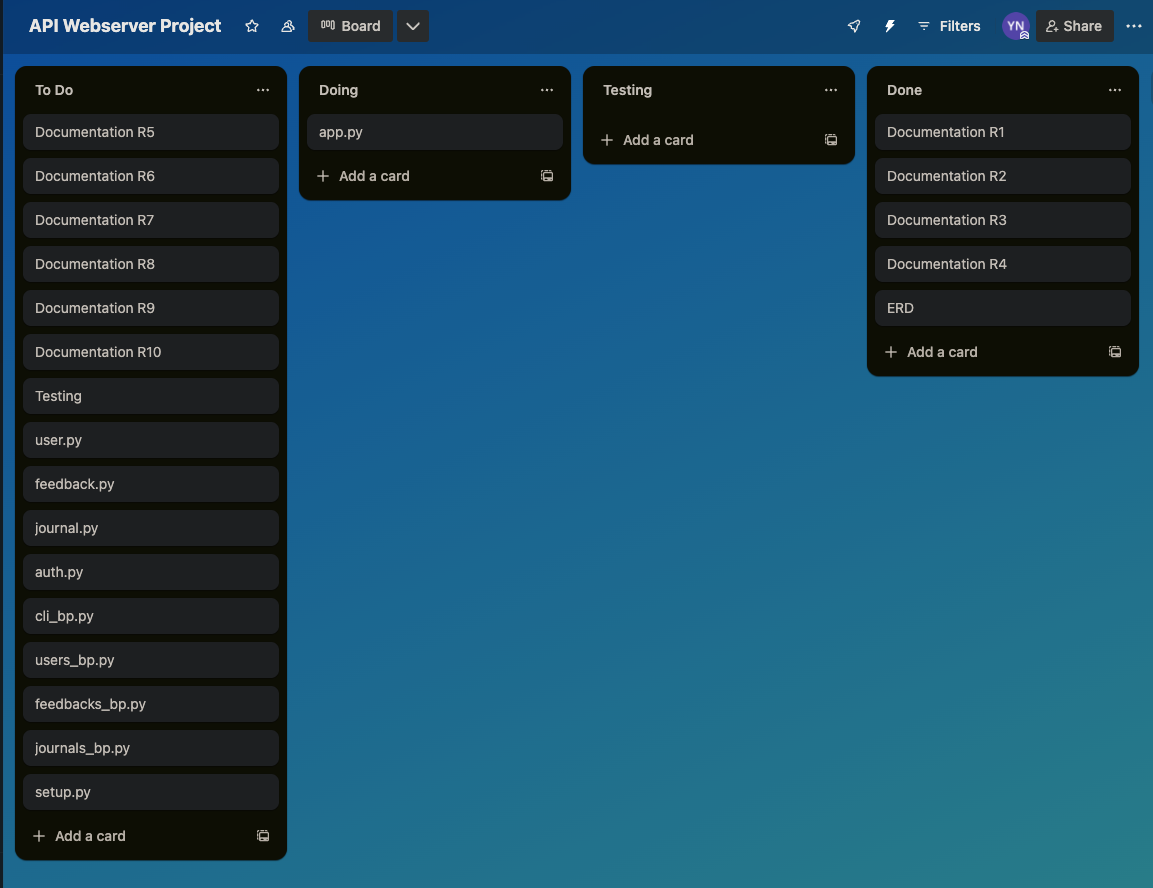 API Webserver Project
Board
Filters
YN
Share
To Do
Documentation R5
Documentation R6
Documentation R7
Documentation R8
Documentation R9
Documentation R10
Testing
user.py
feedback.py
journal.py
auth.py
cli_bp.py
users_bp.py
feedbacks_bp.py
journals_bp.py
setup.py
Add a card
Doing
app.py
Add a card
Testing
Add a card
Done
Documentation R1
Documentation R2
Documentation R3
Documentation R4
ERD
Add a card